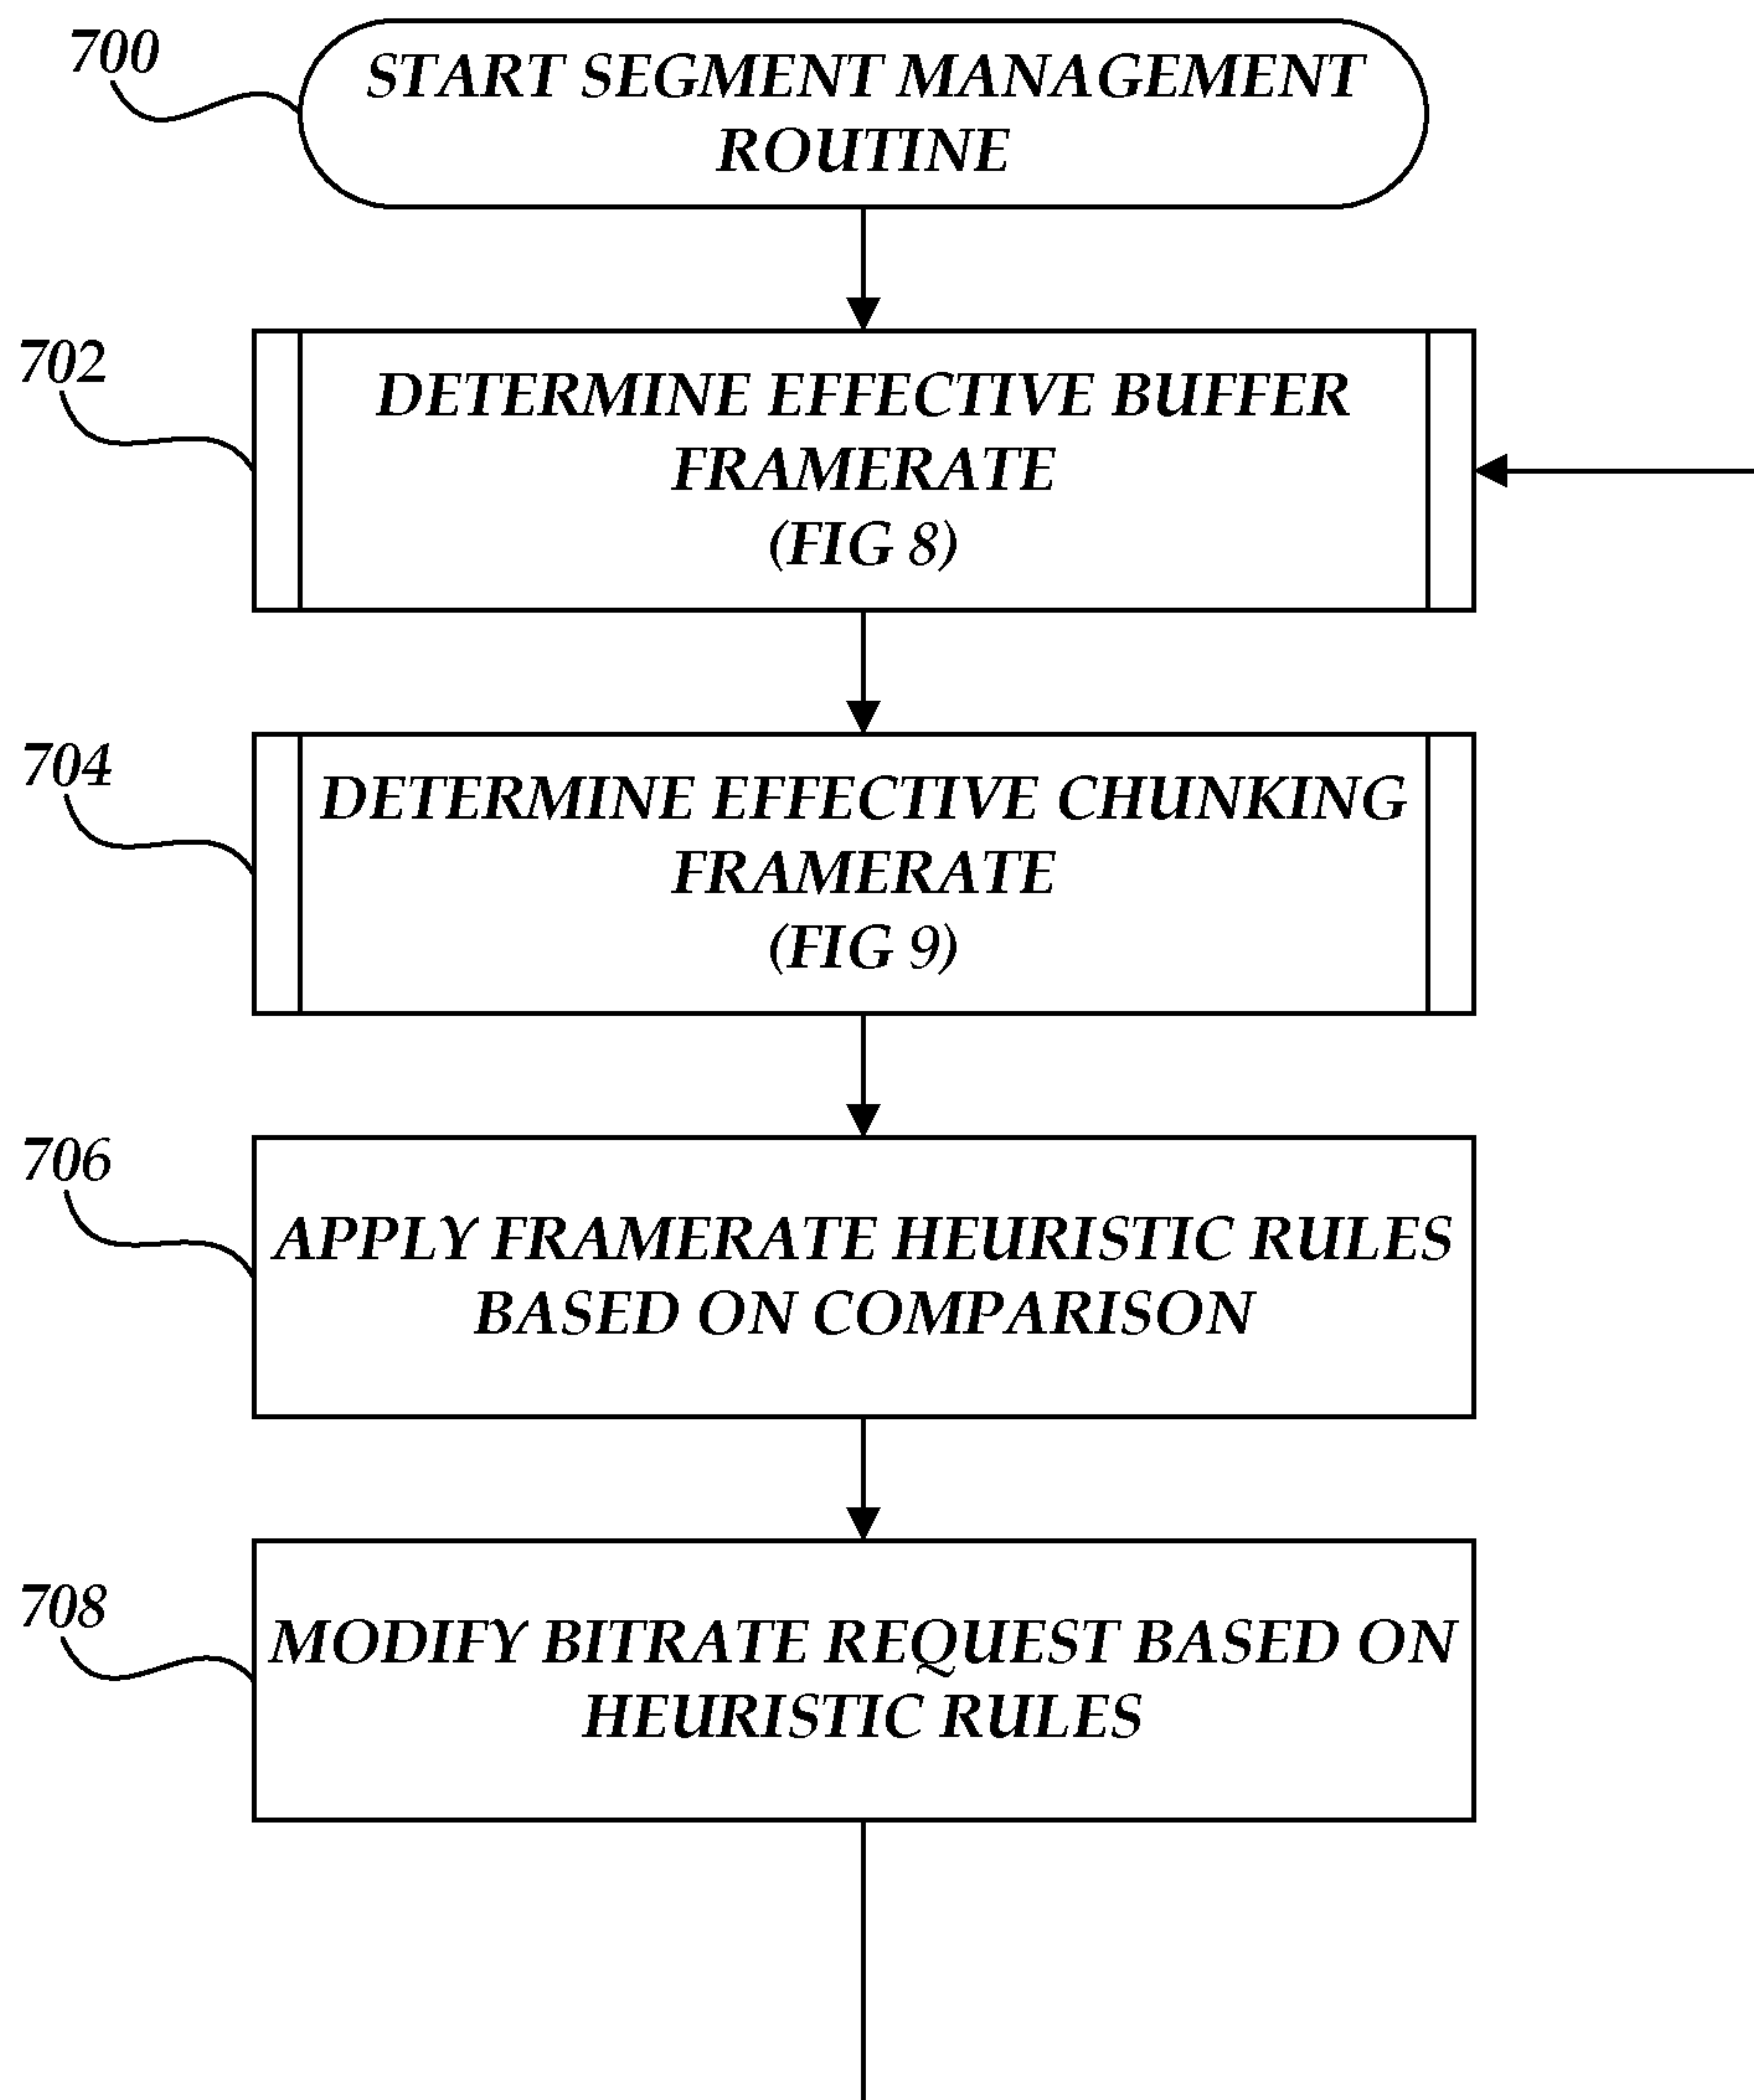 700
START SEGMENT MANAGEMENT
ROUTINE
702
DETERMINE EFFECTIVE BUFFER
FRAMERATE
(FIG 8)
704
DETERMINE EFFECTIVE CHUNKING
FRAMERATE
(FIG 9)
706
APPLY FRAMERATE HEURISTIC RULES
BASED ON COMPARISON
708
MODIFY BITRATE REQUEST BASED ON
HEURISTIC RULES